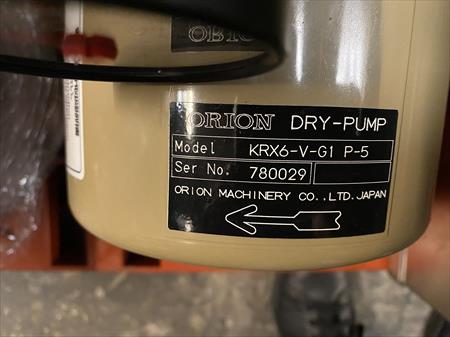 ORION DRY-PUMP
Model KRX6-V-G1 P-5
Ser No. 780029
ORION MACHINERY CO.,LTD.JAPAN